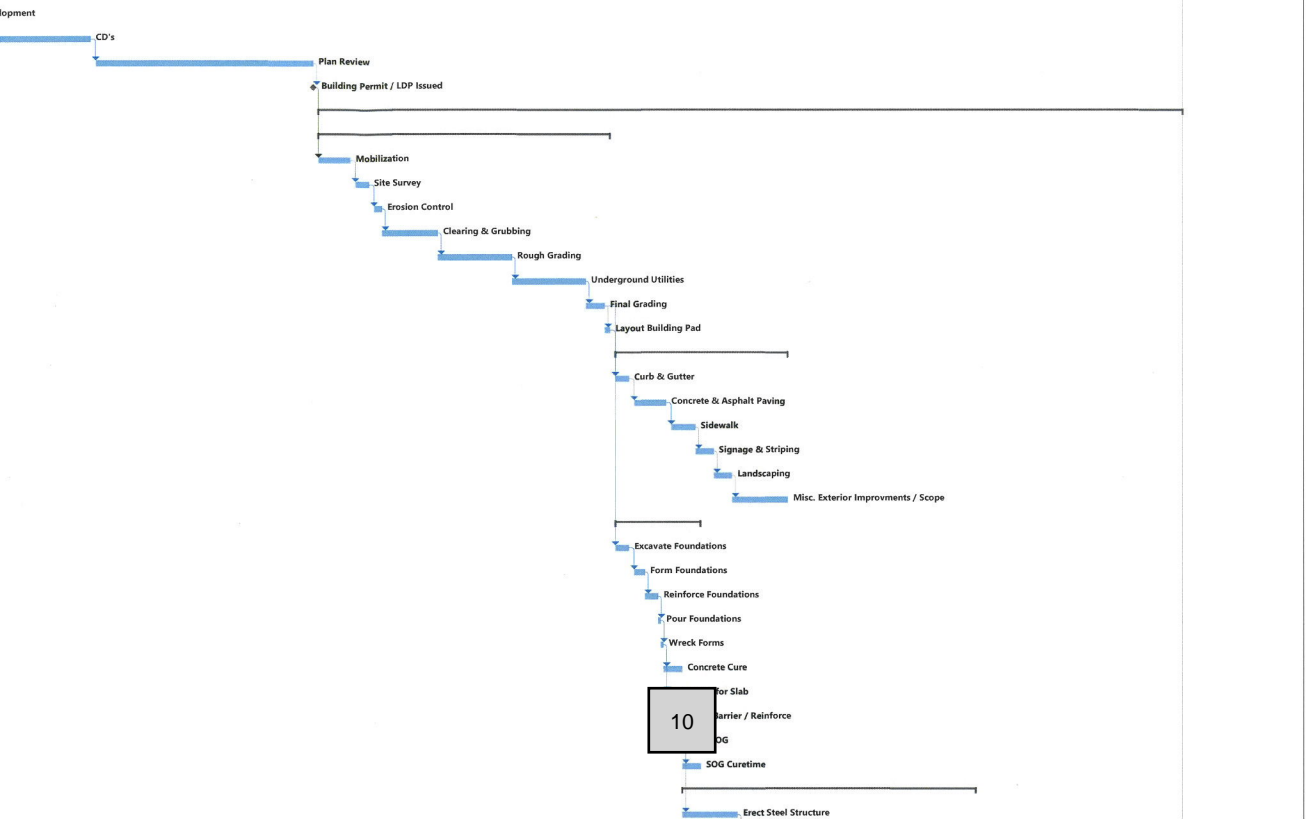 lopment
CD's
Plan Review
Building Permit / LDP Issued
Mobilization
Site Survey
Erosion Control
Clearing & Grubbing
Rough Grading
Underground Utilities
Final Grading
Layout Building Pad
Curb & Gutter
Concrete & Asphalt Paving
Sidewalk
Signage & Striping
Landscaping
Misc. Exterior Improvments / Scope
Excavate Foundations
Form Foundations
Reinforce Foundations
Pour Foundations
Wreck Forms
Concrete Cure
for Slab
10
Barrier / Reinforce
OG
SOG Curetime
Erect Steel Structure